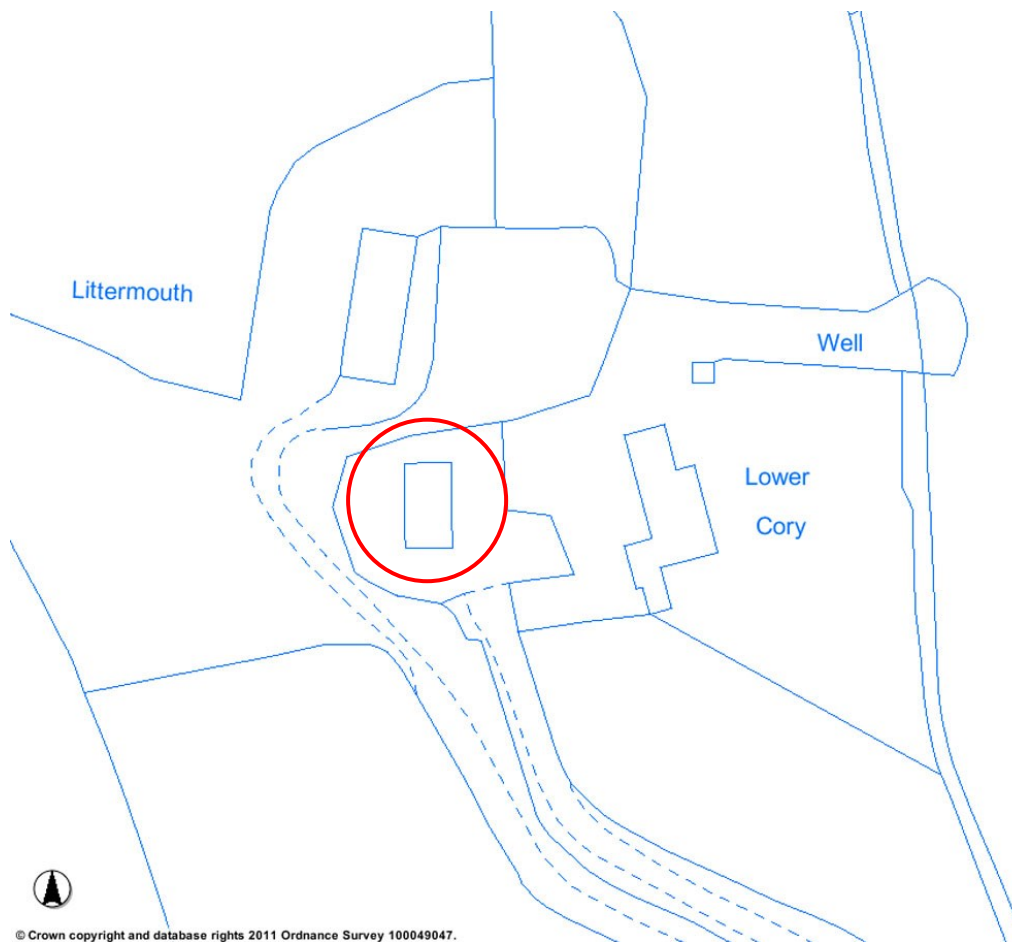 Littermouth
Well
Lower
Cory
© Crown copyright and database rights 2011 Ordnance Survey 100049047.